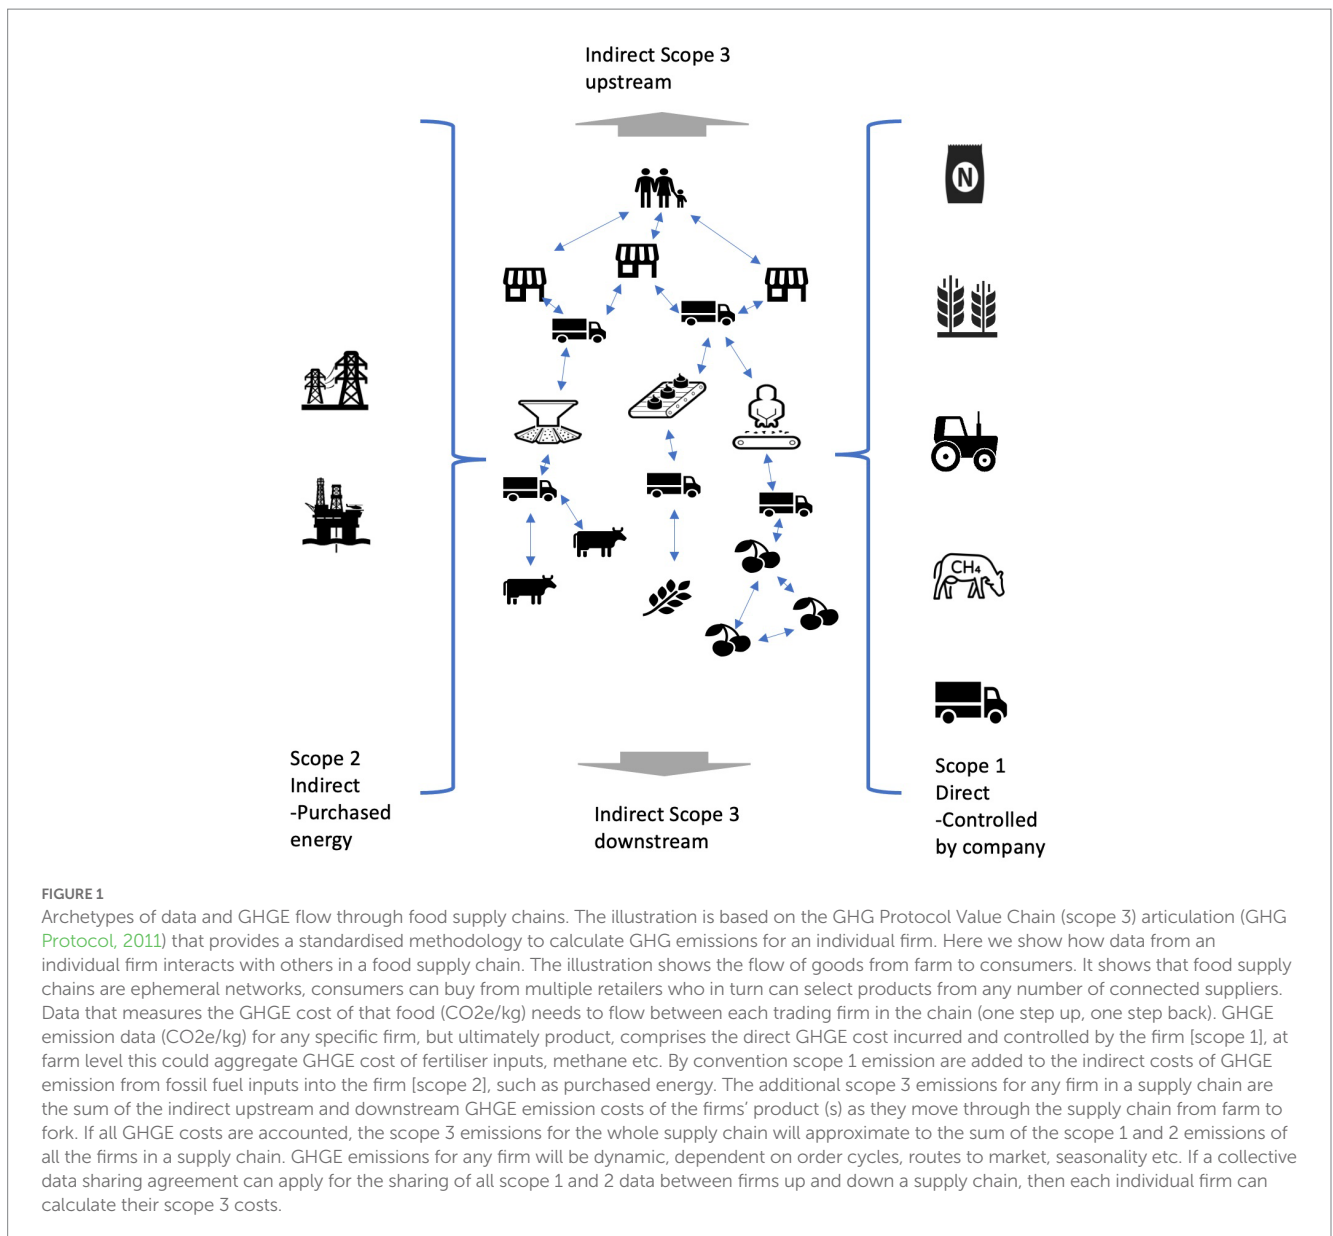 Indirect Scope 3
upstream
N
CH₄
Scope 2
Indirect
-Purchased
energy
Scope 1
Direct
-Controlled
by company
Indirect Scope 3
downstream
FIGURE 1
Archetypes of data and GHGE flow through food supply chains. The illustration is based on the GHG Protocol Value Chain (scope 3) articulation (GHG
Protocol, 2011) that provides a standardised methodology to calculate GHG emissions for an individual firm. Here we show how data from an
individual firm interacts with others in a food supply chain. The illustration shows the flow of goods from farm to consumers. It shows that food supply
chains are ephemeral networks, consumers can buy from multiple retailers who in turn can select products from any number of connected suppliers.
Data that measures the GHGE cost of that food (CO2e/kg) needs to flow between each trading firm in the chain (one step up, one step back). GHGE
emission data (CO2e/kg) for any specific firm, but ultimately product, comprises the direct GHGE cost incurred and controlled by the firm [scope 1], at
farm level this could aggregate GHGE cost of fertiliser inputs, methane etc. By convention scope 1 emission are added to the indirect costs of GHGE
emission from fossil fuel inputs into the firm [scope 2], such as purchased energy. The additional scope 3 emissions for any firm in a supply chain are
the sum of the indirect upstream and downstream GHGE emission costs of the firms' product (s) as they move through the supply chain from farm to
fork. If all GHGE costs are accounted, the scope 3 emissions for the whole supply chain will approximate to the sum of the scope 1 and 2 emissions of
all the firms in a supply chain. GHGE emissions for any firm will be dynamic, dependent on order cycles, routes to market, seasonality etc. If a collective
data sharing agreement can apply for the sharing of all scope 1 and 2 data between firms up and down a supply chain, then each individual firm can
calculate their scope 3 costs.